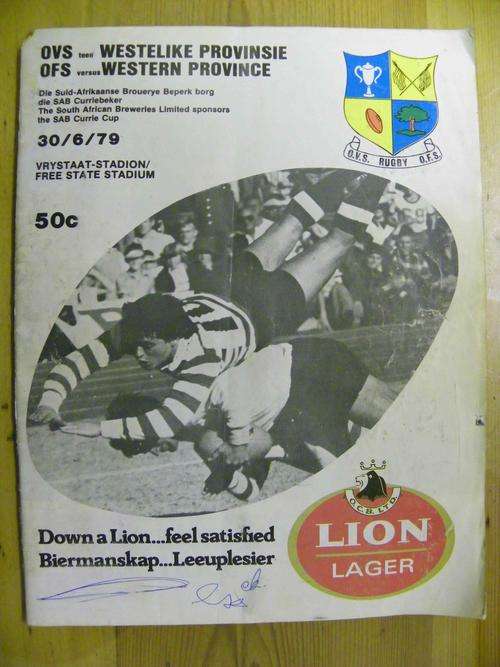 OVS teen WESTELIKE PROVINSIE
OFS versus WESTERN PROVINCE
Die Suid-Afrikaanse Brouerye Beperk borg
die SAB Curriebeker
The South African Breweries Limited sponsors
the SAB Currie Cup
30/6/79
VRYSTAAT-STADION/
FREE STATE STADIUM
50c
O.V.S. RUGBY O.F.S.
Down a Lion...feel satisfied
Biermanskap...Leeuplesier
O.C.B. LTD.
LION
LAGER